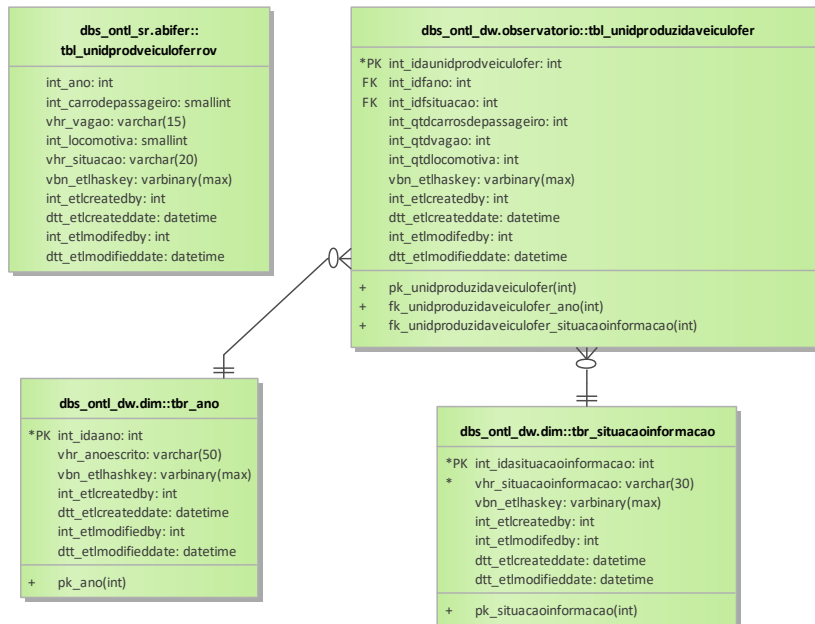 dbs_ontl_sr.abifer::
tbl_unidprodveiculoferrov
int_ano: int
int_carrodepassageiro: smallint
vhr_vagao: varchar(15)
int_locomotiva: smallint
vhr_situacao: varchar(20)
vbn_etlhaskey: varbinary(max)
int_etlcreatedby: int
dtt_etlcreateddate: datetime
int_etlmodifedby: int
dtt_etlmodifieddate: datetime
dbs_ontl_dw.observatorio::tbl_unidproduzidaveiculofer
*PK int_idaunidprodveiculofer: int
FK int_idfano: int
FK int_idfsituacao: int
int_qtdcarrosdepassageiro: int
int_qtdvagao: int
int_qtdlocomotiva: int
vbn_etlhaskey: varbinary(max)
int_etlcreatedby: int
dtt_etlcreateddate: datetime
int_etlmodifedby: int
dtt_etlmodifieddate: datetime
+ pk_unidproduzidaveiculofer(int)
+ fk_unidproduzidaveiculofer_ano(int)
+ fk_unidproduzidaveiculofer_situacaoinformacao(int)
dbs_ontl_dw.dim::tbr_ano
*PK int_idaano: int
vhr_anoescrito: varchar(50)
vbn_etlhashkey: varbinary(max)
int_etlcreatedby: int
dtt_etlcreateddate: datetime
int_etlmodifiedby: int
dtt_etlmodifieddate: datetime
+ pk_ano(int)
dbs_ontl_dw.dim::tbr_situacaoinformacao
*PK int_idasituacaoinformacao: int
* vhr_situacaoinformacao: varchar(30)
vbn_etlhaskey: varbinary(max)
int_etlcreatedby: int
int_etlmodifedby: int
dtt_etlcreateddate: datetime
dtt_etlmodifieddate: datetime
+ pk_situacaoinformacao(int)